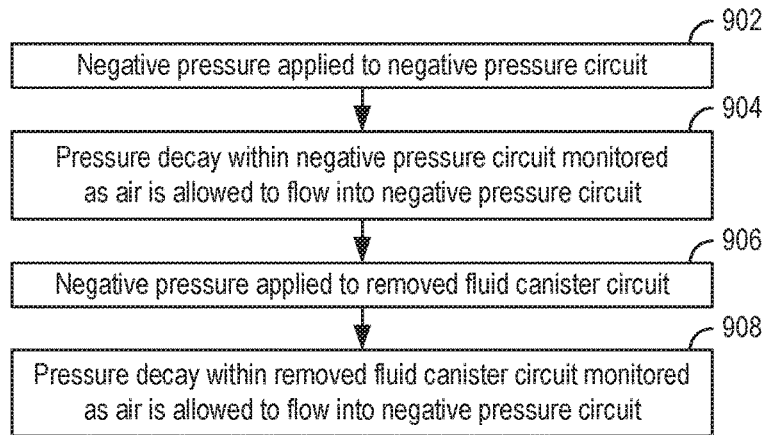 902
Negative pressure applied to negative pressure circuit
904
Pressure decay within negative pressure circuit monitored
as air is allowed to flow into negative pressure circuit
906
Negative pressure applied to removed fluid canister circuit
908
Pressure decay within removed fluid canister circuit monitored
as air is allowed to flow into negative pressure circuit